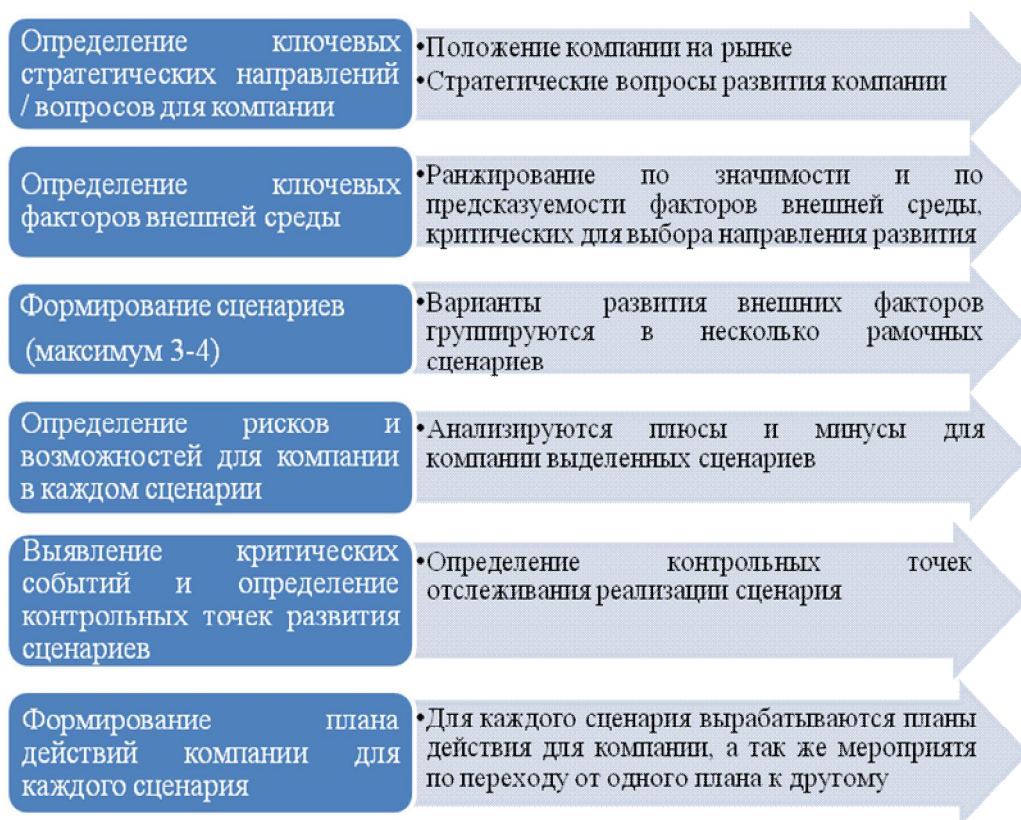 Определение ключевых
стратегических направлений
/ вопросов для компании
•Положение компании на рынке
•Стратегические вопросы развития компании
Определение ключевых
факторов внешней среды
•Ранжирование по значимости и по
предсказуемости факторов внешней среды,
критических для выбора направления развития
Формирование сценариев
(максимум 3-4)
•Варианты развития внешних факторов
группируются в несколько рамочных
сценариев
Определение рисков и
возможностей для компании
в каждом сценарии
•Анализируются плюсы и минусы для
компании выделенных сценариев
Выявление критических
событий и определение
контрольных точек развития
сценариев
•Определение контрольных точек
отслеживания реализации сценария
Формирование плана
действий компании для
каждого сценария
•Для каждого сценария вырабатываются планы
действия для компании, а так же мероприятя
по переходу от одного плана к другому